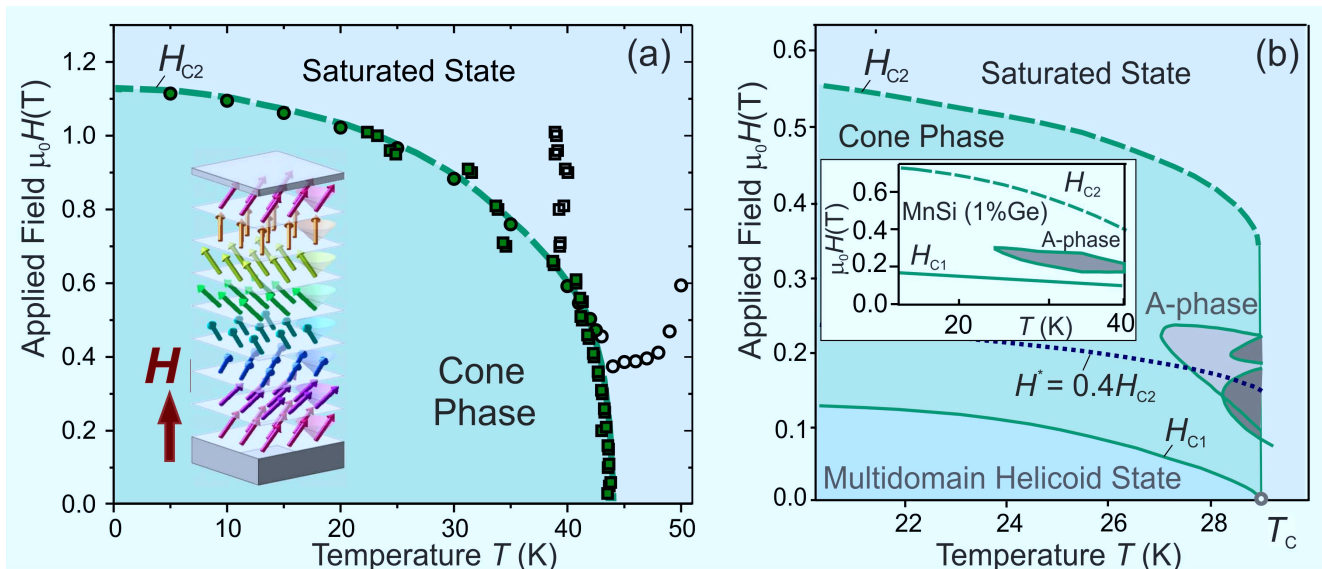 (a)
H_C2
Saturated State
1.2
1.0
0.8
0.6
0.4
0.2
0.0
Applied Field μ₀H(T)
H
Cone
Phase
0
10
20
30
40
50
Temperature T (K)
(b)
H_C2
Saturated State
0.6
0.5
0.4
0.3
0.2
0.1
0.0
Applied Field μ₀H(T)
Cone Phase
H_C2
0.6
MnSi (1%Ge)
0.4
A-phase
H_C1
0.2
0.0
μ₀H(T)
20
T (K)
40
A-phase
H* = 0.4H_C2
H_C1
Multidomain Helicoid State
22
24
26
28
T_C
Temperature T (K)